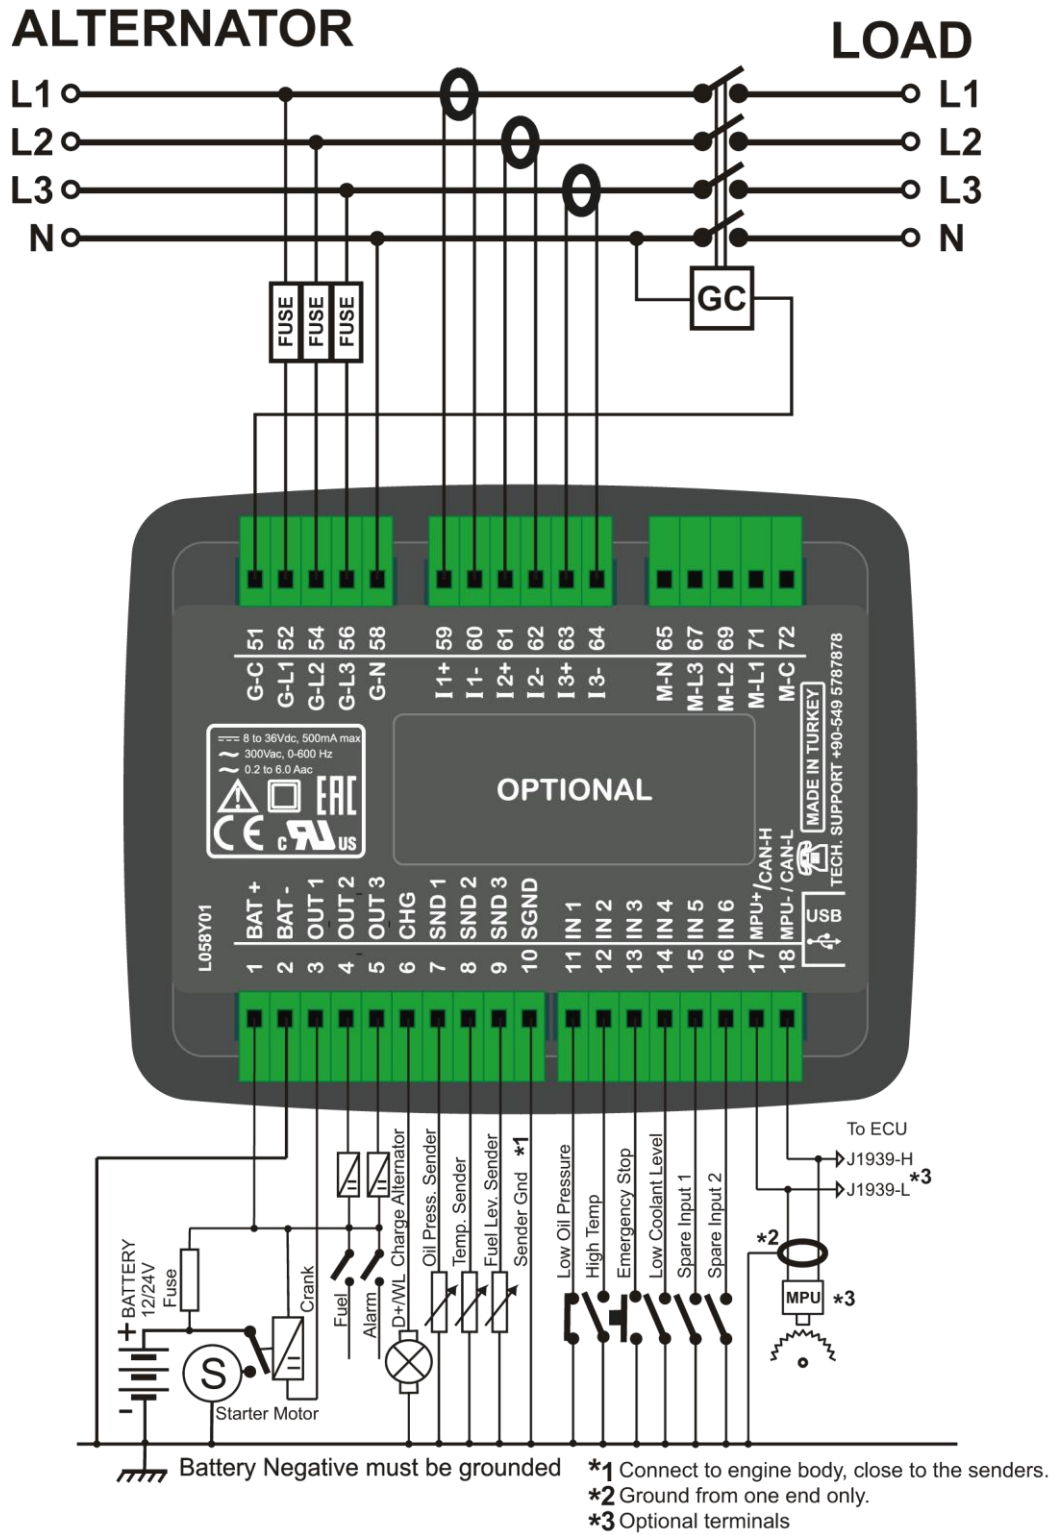 ALTERNATOR
LOAD
L1
L1
L2
L2
L3
L3
N
N
GC
FUSE
FUSE
FUSE
G-C 51
G-L1 52
G-L2 54
G-L3 56
G-N 58
I1+ 59
I1- 60
I2+ 61
I2- 62
I3+ 63
I3- 64
M-N 65
M-L3 67
M-L2 69
M-L1 71
M-C 72
8 to 36Vdc, 500mA max
300Vac, 0-600 Hz
0.2 to 6.0 Aac
EAC
CE
C RU US
OPTIONAL
MADE IN TURKEY
TECH. SUPPORT +90-549 5787878
L058Y01
1 BAT +
2 BAT -
3 OUT 1
4 OUT 2
5 OUT 3
6 CHG
7 SND 1
8 SND 2
9 SND 3
10 SGND
11 IN 1
12 IN 2
13 IN 3
14 IN 4
15 IN 5
16 IN 6
17 MPU+/CAN-H
18 MPU- / CAN-L
USB
+ BATTERY
12/24V
-
Fuse
S
Starter Motor
Crank
Fuel
Alarm
D+/WL Charge Alternator
Oil Press. Sender
Temp. Sender
Fuel Lev. Sender
Sender Gnd *1
Low Oil Pressure
High Temp
Emergency Stop
Low Coolant Level
Spare Input 1
Spare Input 2
To ECU
J1939-H
J1939-L
*3
*2
MPU
*3
Battery Negative must be grounded
*1 Connect to engine body, close to the senders.
*2 Ground from one end only.
*3 Optional terminals